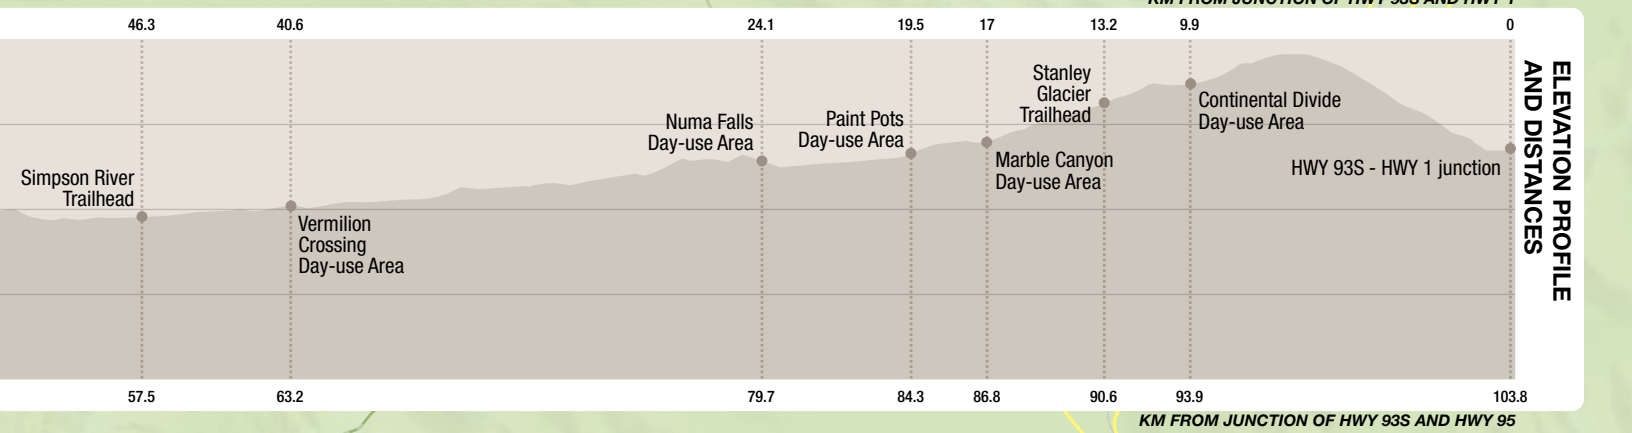 KM FROM JUNCTION OF HWY 93S AND HWY 1
46.3 40.6 24.1 19.5 17 13.2 9.9 0
Simpson River
Trailhead
Vermilion
Crossing
Day-use Area
Numa Falls
Day-use Area
Paint Pots
Day-use Area
Marble Canyon
Day-use Area
Stanley
Glacier
Trailhead
Continental Divide
Day-use Area
HWY 93S - HWY 1 junction
ELEVATION PROFILE
AND DISTANCES
57.5 63.2 79.7 84.3 86.8 90.6 93.9 103.8
KM FROM JUNCTION OF HWY 93S AND HWY 95